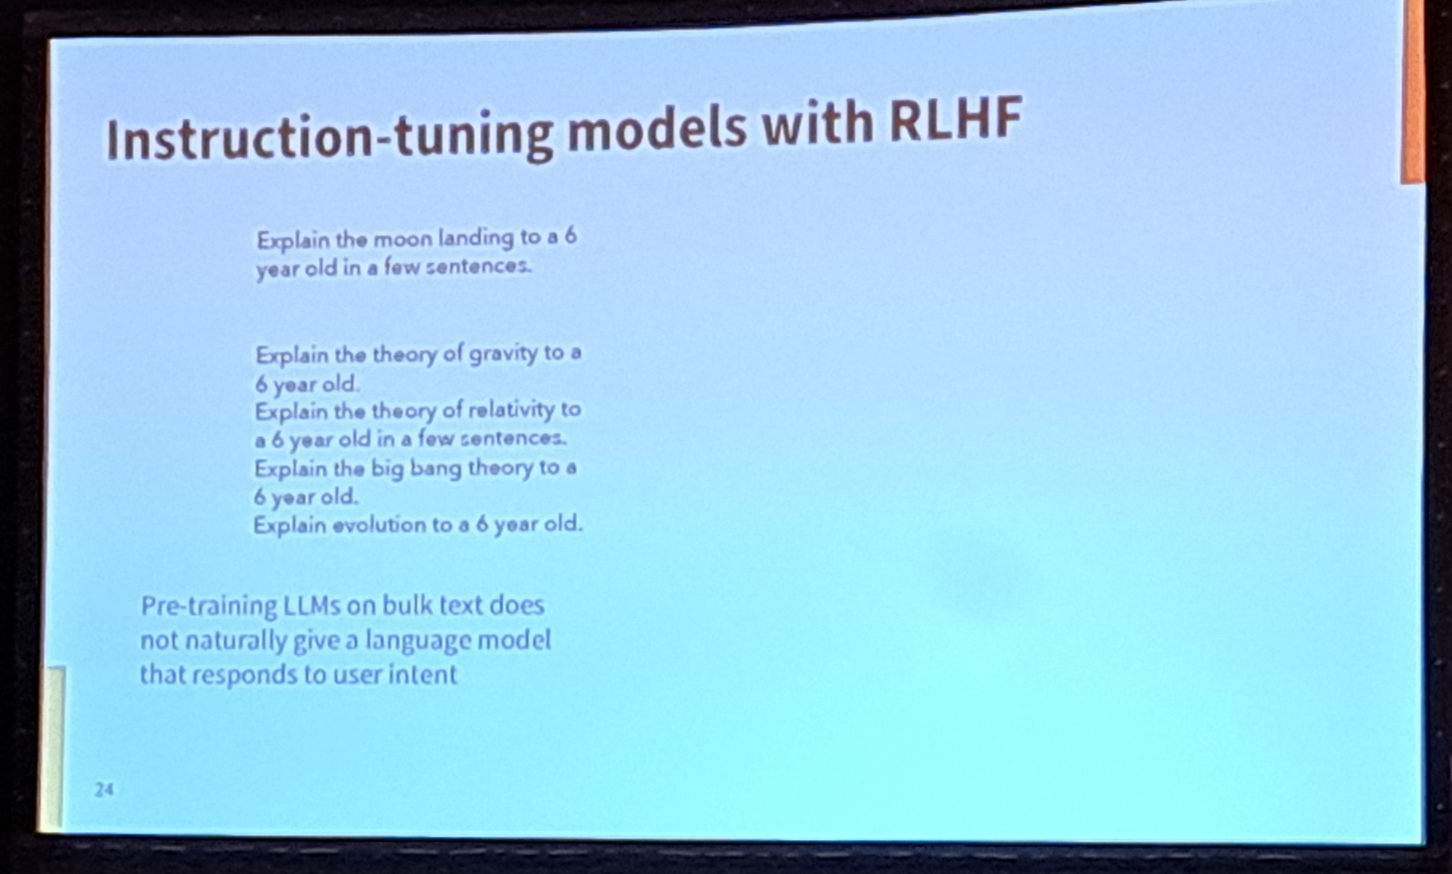 Instruction-tuning models with RLHF
Explain the moon landing to a 6
year old in a few sentences.
Explain the theory of gravity to a
6 year old.
Explain the theory of relativity to
a 6 year old in a few sentences.
Explain the big bang theory to a
6 year old.
Explain evolution to a 6 year old.
Pre-training LLMs on bulk text does
not naturally give a language model
that responds to user intent
24